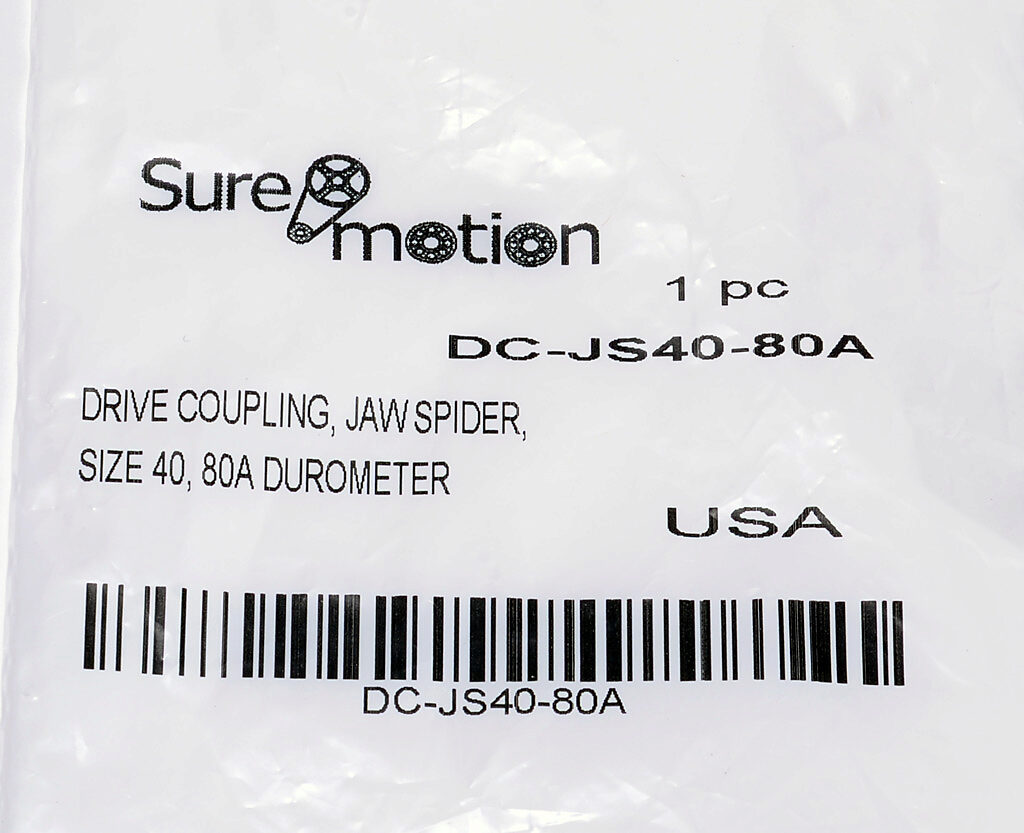 Sure
motion
1 pc
DC-JS40-80A
DRIVE COUPLING, JAW SPIDER,
SIZE 40, 80A DUROMETER
USA
DC-JS40-80A